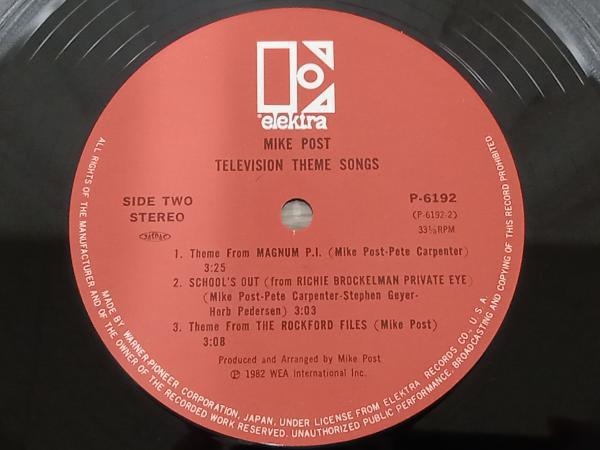 elektra
MIKE POST
TELEVISION THEME SONGS
SIDE TWO
STEREO
P-6192
(P-6192-2)
33⅓RPM
1. Theme From MAGNUM P.I. (Mike Post-Pete Carpenter)
3:25
2. SCHOOL'S OUT (from RICHIE BROCKELMAN PRIVATE EYE)
(Mike Post-Pete Carpenter-Stephen Geyer-
Herb Pedersen) 3:03
3. Theme From THE ROCKFORD FILES (Mike Post)
3:08
Produced and Arranged by Mike Post
Ⓟ 1982 WEA International Inc.
ALL RIGHTS OF THE MANUFACTURER AND OF THE OWNER OF THE RECORDED WORK RESERVED. UNAUTHORIZED PUBLIC PERFORMANCE, BROADCASTING AND COPYING OF THIS RECORD PROHIBITED
MADE BY WARNER-PIONEER CORPORATION, JAPAN, UNDER LICENSE FROM ELEKTRA RECORDS CO., U.S.A.